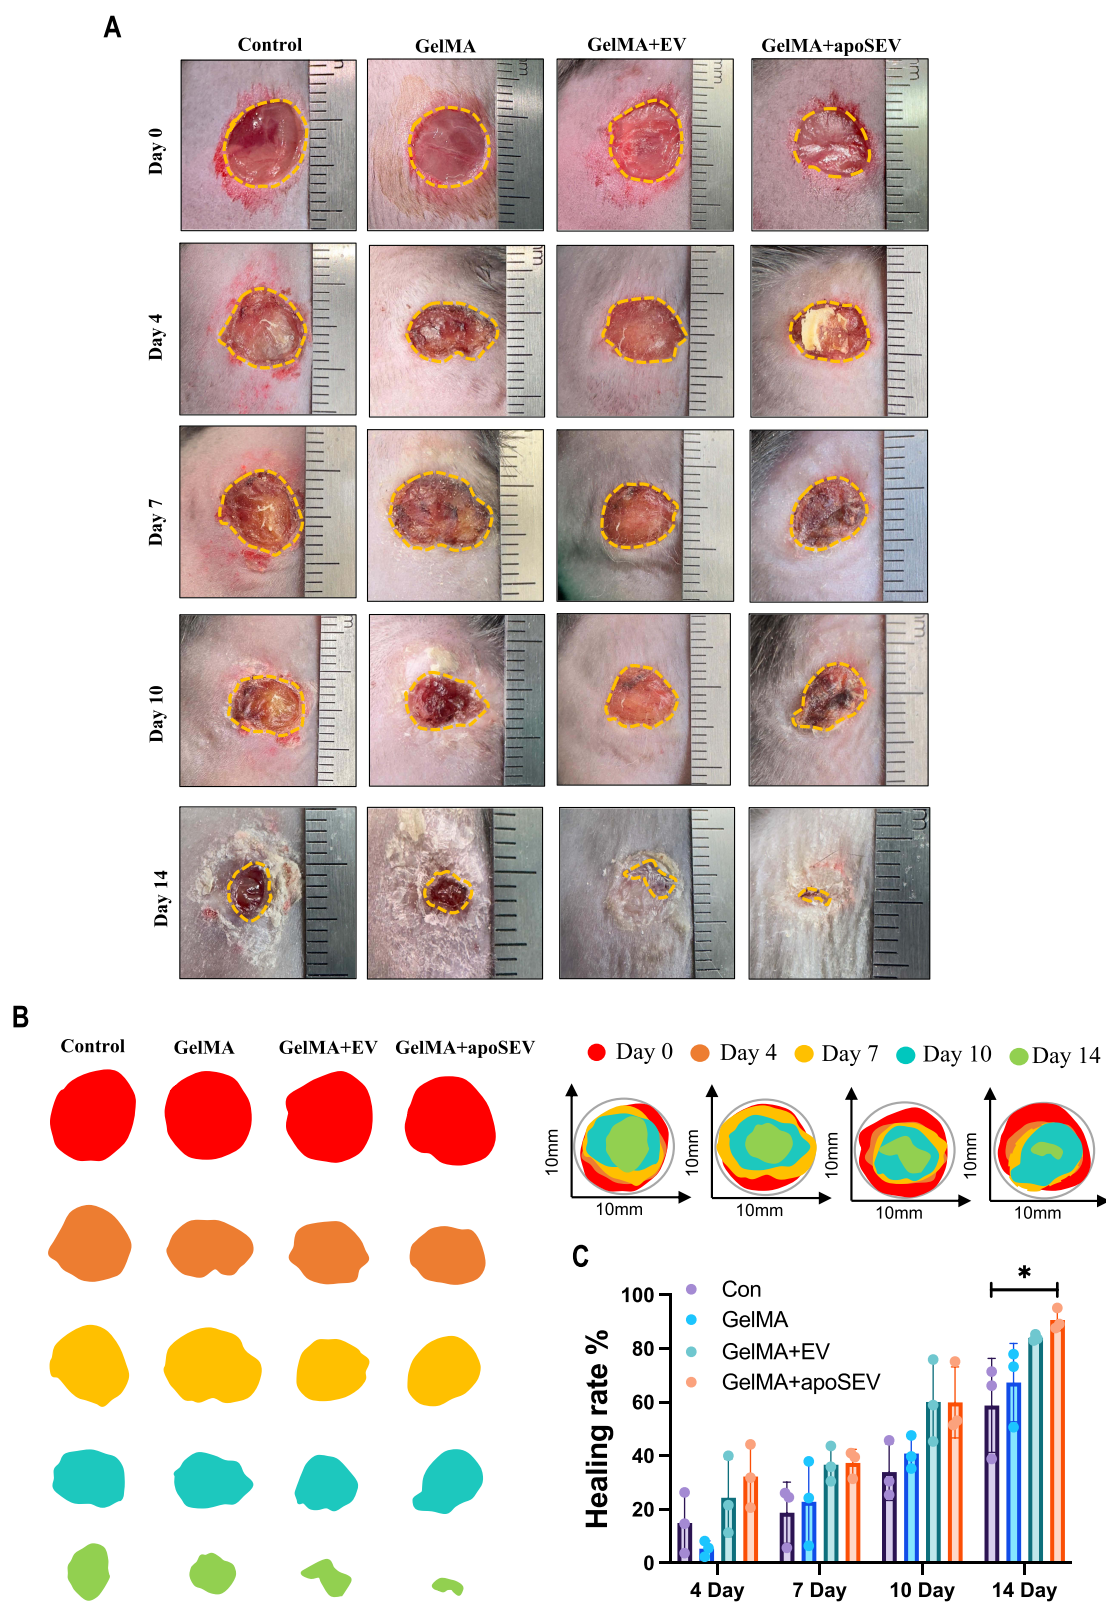 A
Control GelMA GelMA+EV GelMA+apoSEV
Day 0
Day 4
Day 7
Day 10
Day 14
B
Control GelMA GelMA+EV GelMA+apoSEV
Day 0 Day 4 Day 7 Day 10 Day 14
10mm 10mm 10mm 10mm
10mm 10mm 10mm 10mm
C
Healing rate %
100
80
60
40
20
0
Con
GelMA
GelMA+EV
GelMA+apoSEV
*
4 Day 7 Day 10 Day 14 Day